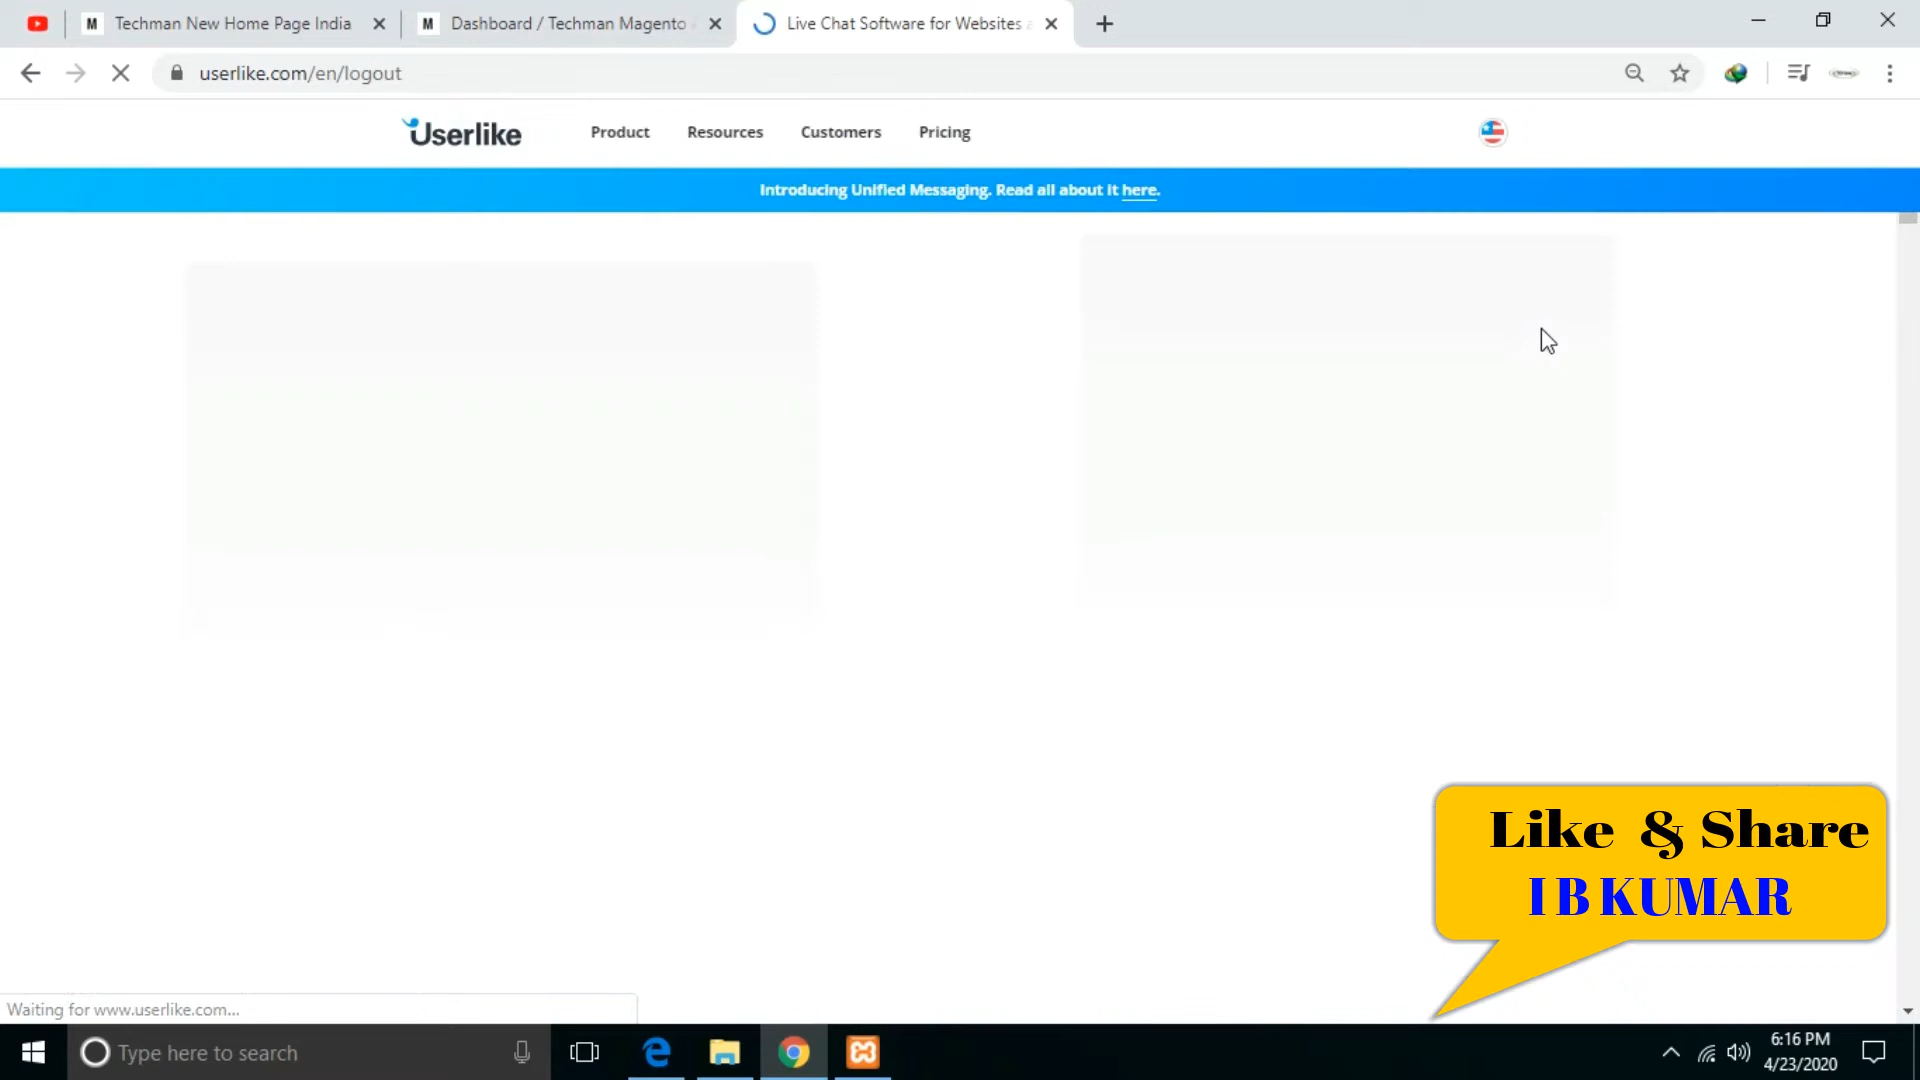 Techman New Home Page India
Dashboard / Techman Magento
Live Chat Software for Websites a
userlike.com/en/logout
Userlike
Product
Resources
Customers
Pricing
Introducing Unified Messaging. Read all about it here.
Like & Share
I B KUMAR
Waiting for www.userlike.com...
Type here to search
6:16 PM
4/23/2020